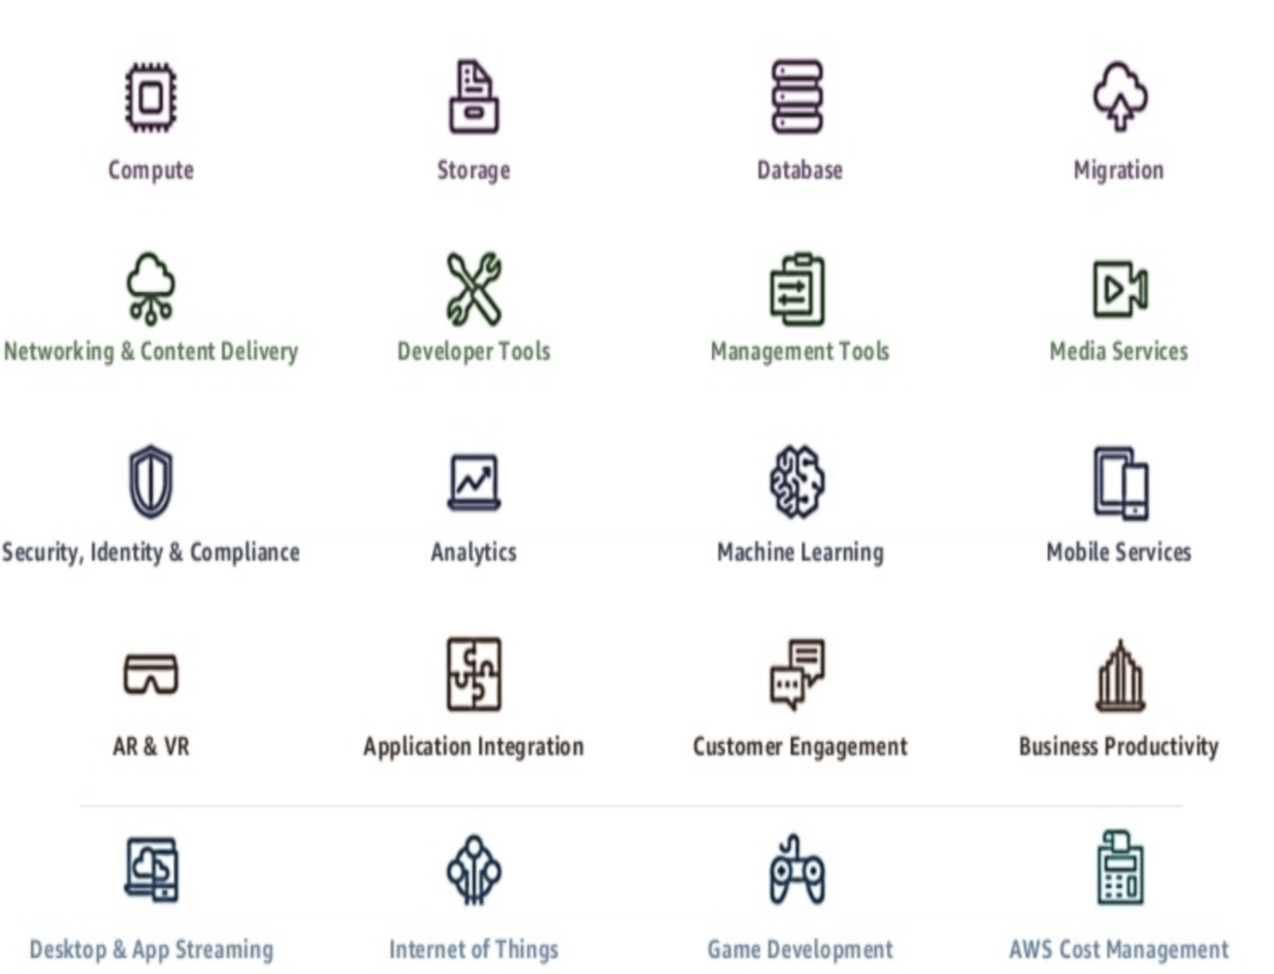 Compute
Storage
Database
Migration
Networking & Content Delivery
Developer Tools
Management Tools
Media Services
Security, Identity & Compliance
Analytics
Machine Learning
Mobile Services
AR & VR
Application Integration
Customer Engagement
Business Productivity
Desktop & App Streaming
Internet of Things
Game Development
AWS Cost Management